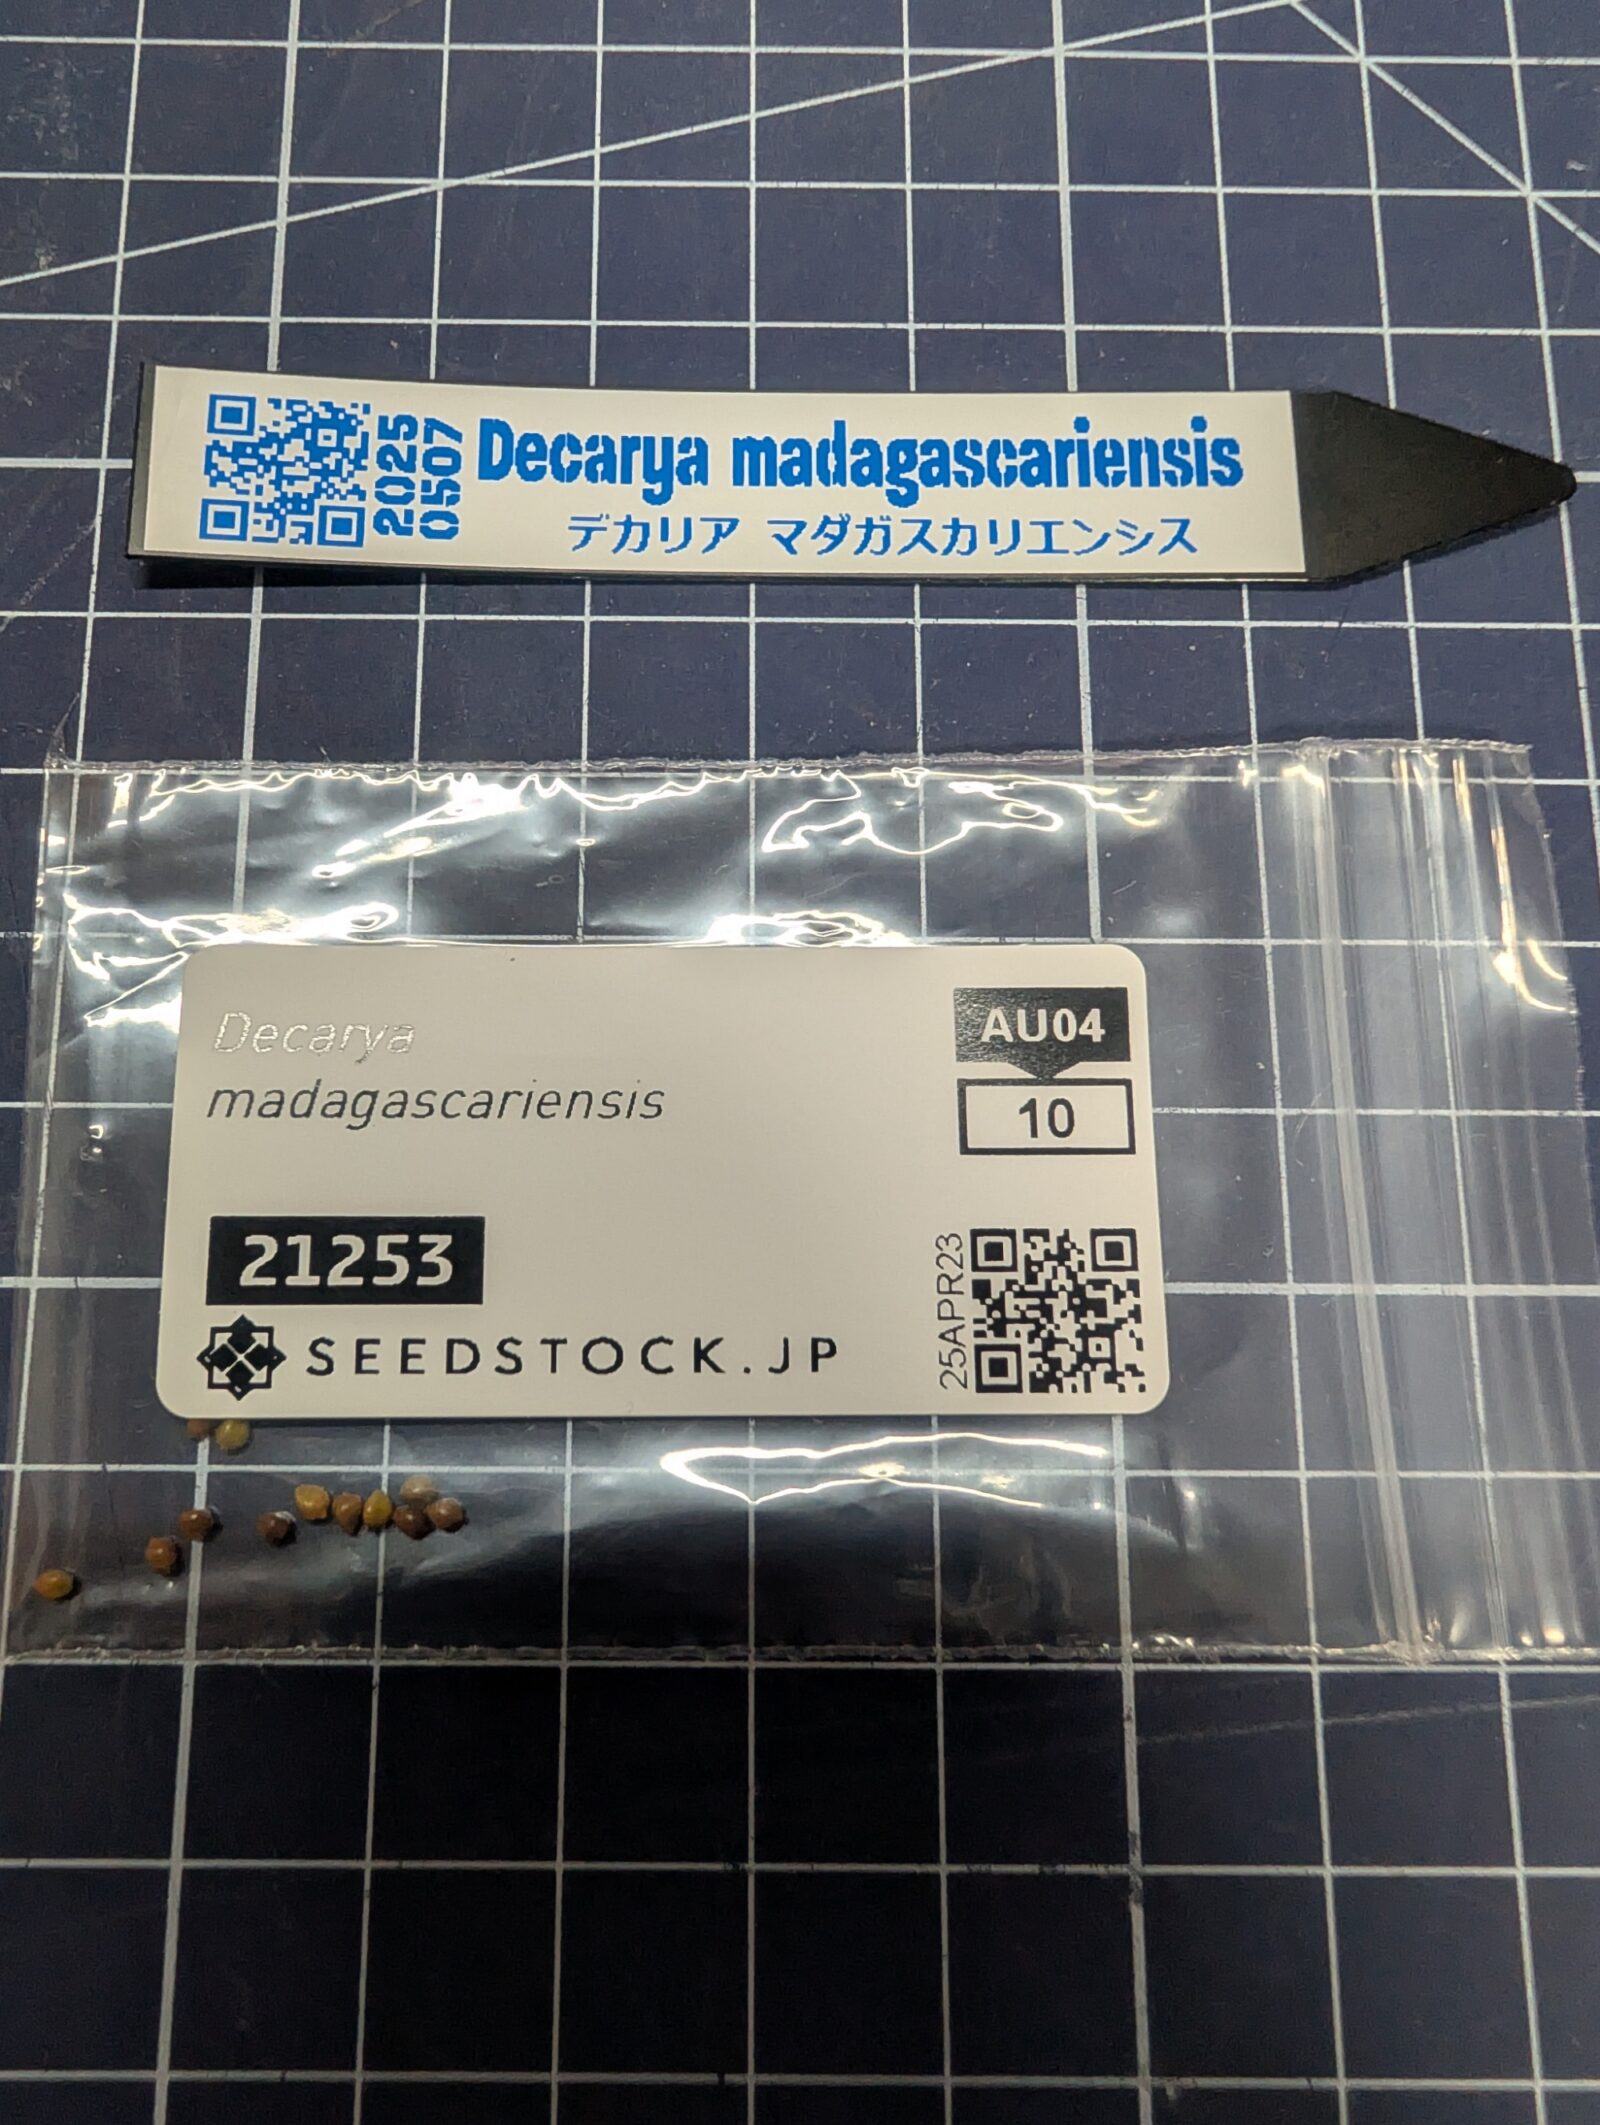 2025
0507
Decarya madagascariensis
デカリア マダガスカリエンシス
Decarya
madagascariensis
AU04
10
21253
25APR23
SEEDSTOCK.JP